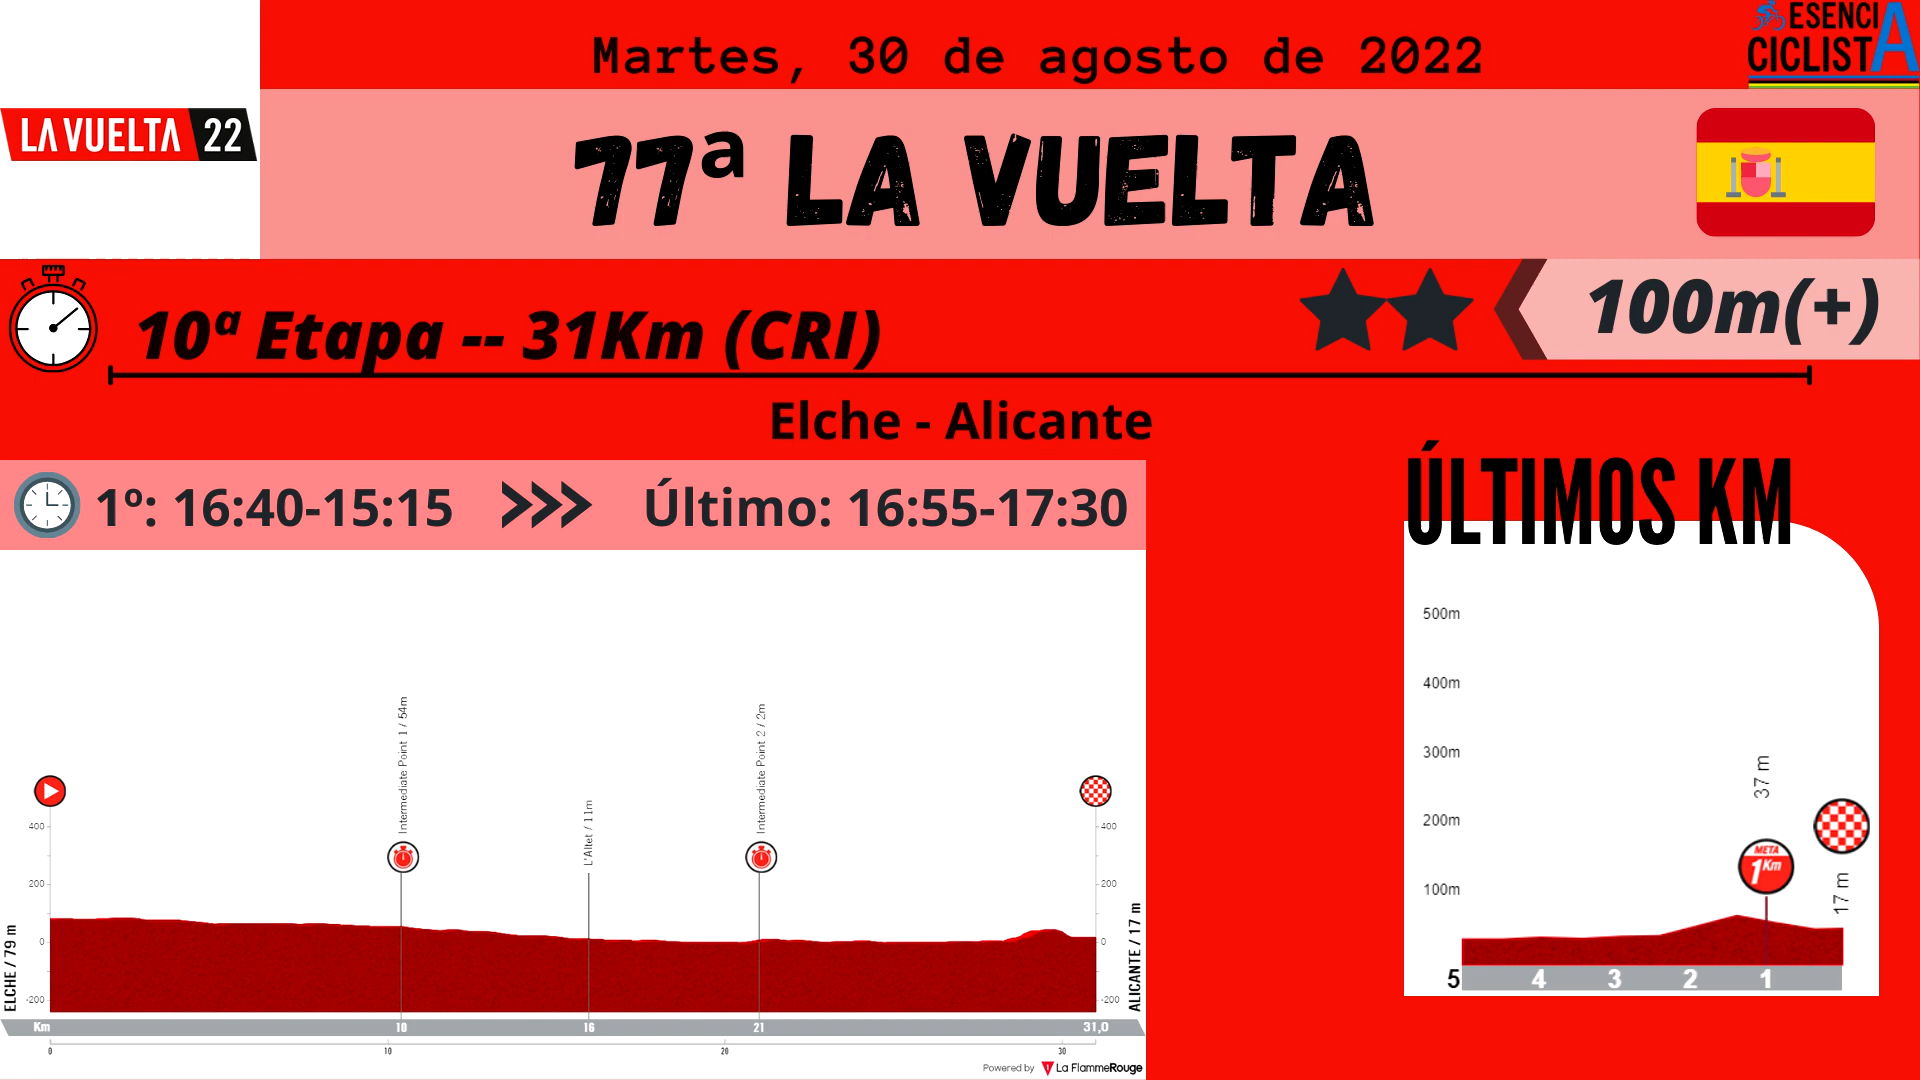 Martes, 30 de agosto de 2022
ESENCI
CICLISTA
LA VUELTA 22
77ª LA VUELTA
10ª Etapa -- 31Km (CRI)
100m(+)
Elche - Alicante
1º: 16:40-15:15 >>> Último: 16:55-17:30
ÚLTIMOS KM
Intermediate Point 1 / 54m
L'Altet / 11m
Intermediate Point 2 / 2m
400
200
0
-200
400
200
0
-200
ELCHE / 79 m
ALICANTE / 17 m
Km 10 16 21 31,0
0 10 20 30
Powered by La FlammeRouge
500m
400m
300m
200m
100m
37 m
META
1Km
17 m
5 4 3 2 1